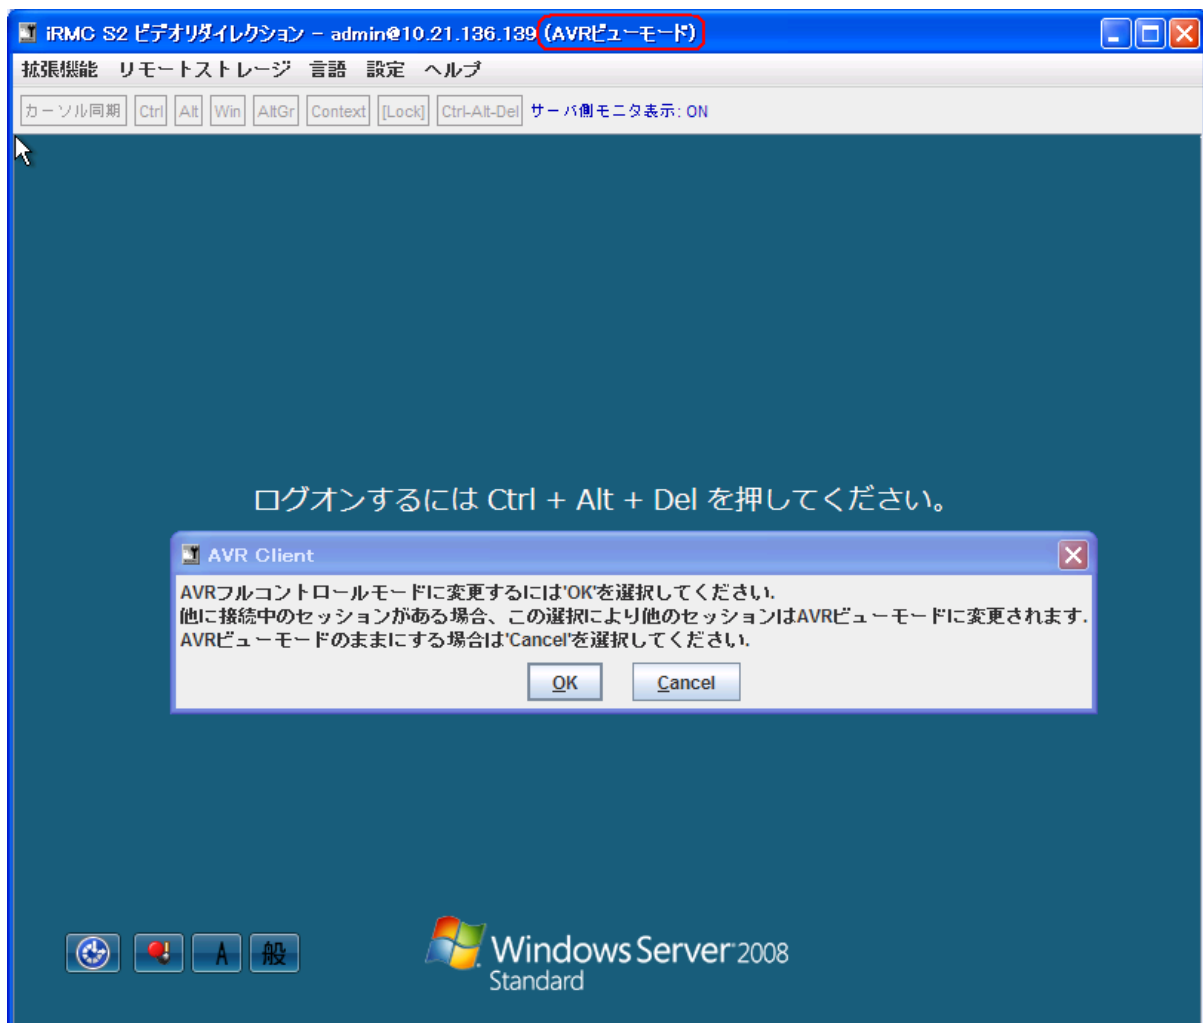 iRMC S2 ビデオリダイレクション - admin@10.21.136.139 (AVRビューモード)
拡張機能 リモートストレージ 言語 設定 ヘルプ
カーソル同期 Ctrl Alt Win AltGr Context [Lock] Ctrl-Alt-Del サーバ側モニタ表示: ON
ログオンするには Ctrl + Alt + Del を押してください。
AVR Client
AVRフルコントロールモードに変更するには'OK'を選択してください.
他に接続中のセッションがある場合、この選択により他のセッションはAVRビューモードに変更されます.
AVRビューモードのままにする場合は'Cancel'を選択してください.
OK Cancel
A 般
Windows Server 2008
Standard